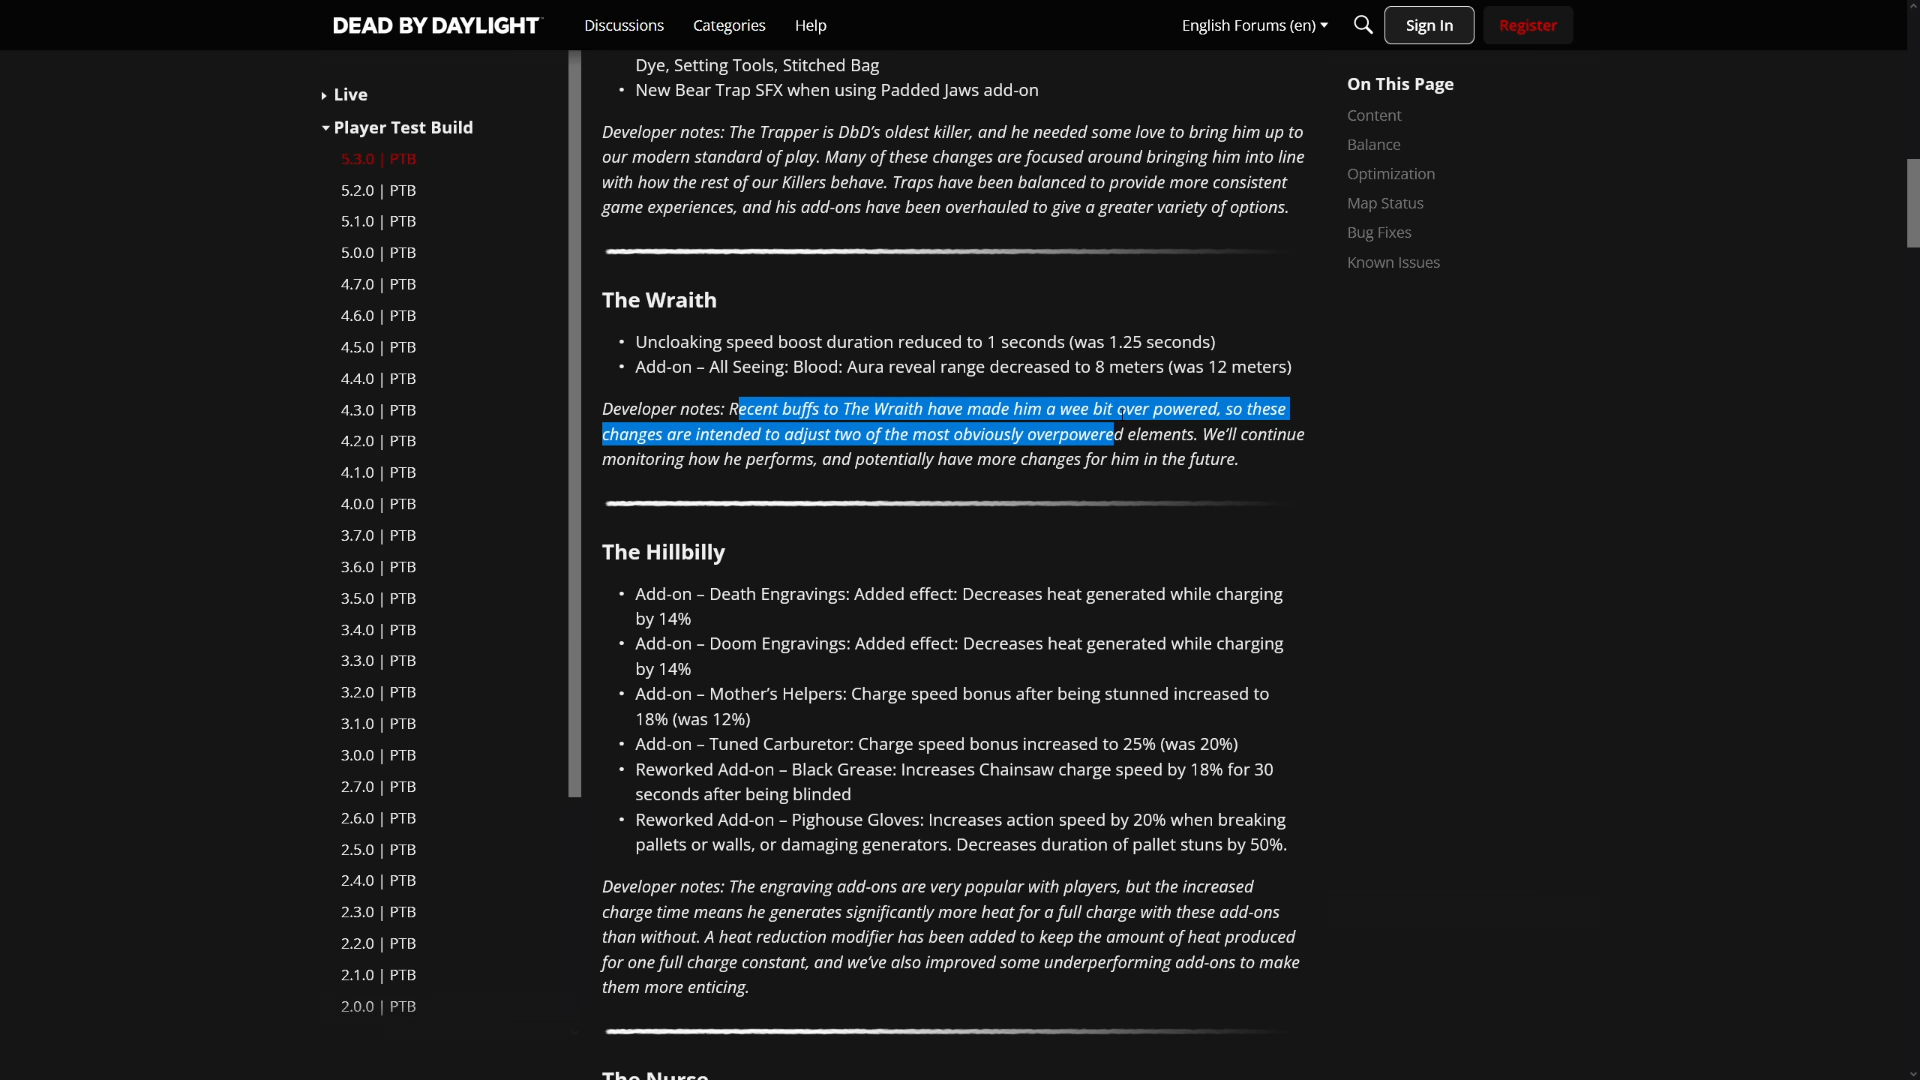 DEAD BY DAYLIGHT
Discussions
Categories
Help
English Forums (en)
Sign In
Register
Live
Player Test Build
5.3.0 | PTB
5.2.0 | PTB
5.1.0 | PTB
5.0.0 | PTB
4.7.0 | PTB
4.6.0 | PTB
4.5.0 | PTB
4.4.0 | PTB
4.3.0 | PTB
4.2.0 | PTB
4.1.0 | PTB
4.0.0 | PTB
3.7.0 | PTB
3.6.0 | PTB
3.5.0 | PTB
3.4.0 | PTB
3.3.0 | PTB
3.2.0 | PTB
3.1.0 | PTB
3.0.0 | PTB
2.7.0 | PTB
2.6.0 | PTB
2.5.0 | PTB
2.4.0 | PTB
2.3.0 | PTB
2.2.0 | PTB
2.1.0 | PTB
2.0.0 | PTB
Dye, Setting Tools, Stitched Bag
• New Bear Trap SFX when using Padded Jaws add-on
Developer notes: The Trapper is DbD's oldest killer, and he needed some love to bring him up to
our modern standard of play. Many of these changes are focused around bringing him into line
with how the rest of our Killers behave. Traps have been balanced to provide more consistent
game experiences, and his add-ons have been overhauled to give a greater variety of options.
The Wraith
• Uncloaking speed boost duration reduced to 1 seconds (was 1.25 seconds)
• Add-on – All Seeing: Blood: Aura reveal range decreased to 8 meters (was 12 meters)
Developer notes: Recent buffs to The Wraith have made him a wee bit over powered, so these
changes are intended to adjust two of the most obviously overpowered elements. We'll continue
monitoring how he performs, and potentially have more changes for him in the future.
The Hillbilly
• Add-on – Death Engravings: Added effect: Decreases heat generated while charging
by 14%
• Add-on – Doom Engravings: Added effect: Decreases heat generated while charging
by 14%
• Add-on – Mother's Helpers: Charge speed bonus after being stunned increased to
18% (was 12%)
• Add-on – Tuned Carburetor: Charge speed bonus increased to 25% (was 20%)
• Reworked Add-on – Black Grease: Increases Chainsaw charge speed by 18% for 30
seconds after being blinded
• Reworked Add-on – Pighouse Gloves: Increases action speed by 20% when breaking
pallets or walls, or damaging generators. Decreases duration of pallet stuns by 50%.
Developer notes: The engraving add-ons are very popular with players, but the increased
charge time means he generates significantly more heat for a full charge with these add-ons
than without. A heat reduction modifier has been added to keep the amount of heat produced
for one full charge constant, and we've also improved some underperforming add-ons to make
them more enticing.
The Nurse
On This Page
Content
Balance
Optimization
Map Status
Bug Fixes
Known Issues